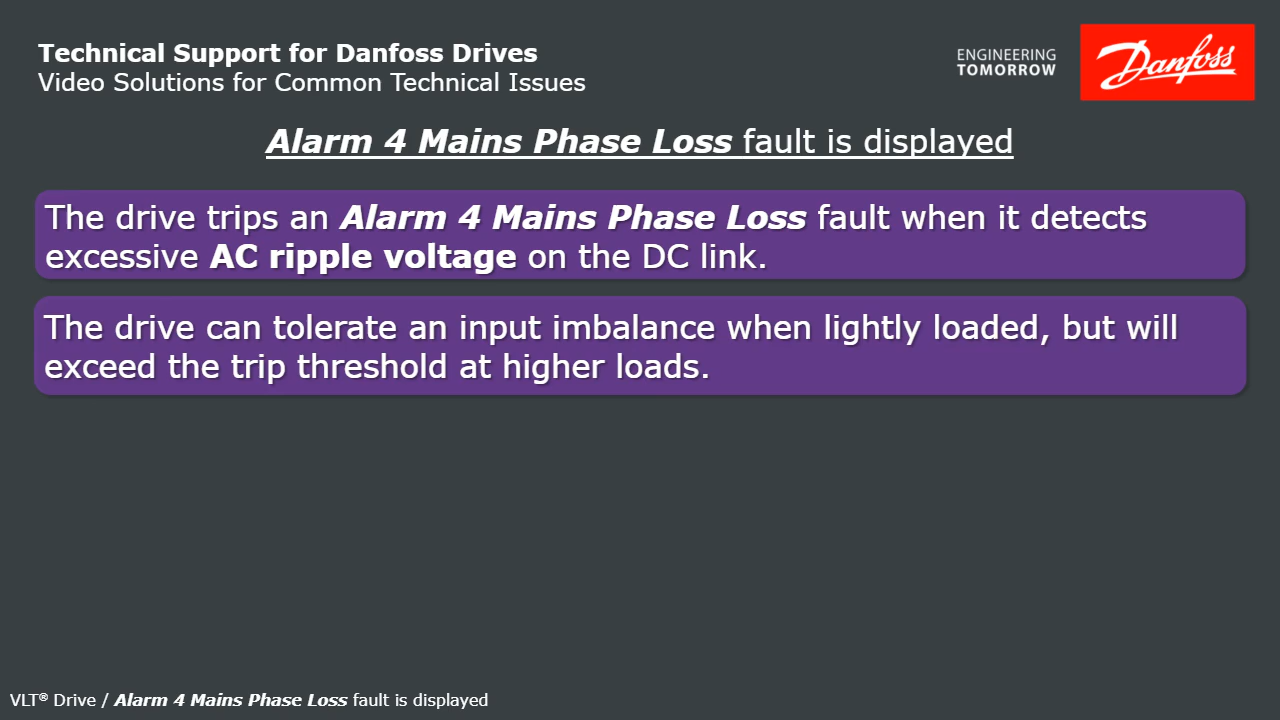 Technical Support for Danfoss Drives
Video Solutions for Common Technical Issues
ENGINEERING
TOMORROW
Danfoss
Alarm 4 Mains Phase Loss fault is displayed
The drive trips an Alarm 4 Mains Phase Loss fault when it detects
excessive AC ripple voltage on the DC link.
The drive can tolerate an input imbalance when lightly loaded, but will
exceed the trip threshold at higher loads.
VLT® Drive / Alarm 4 Mains Phase Loss fault is displayed